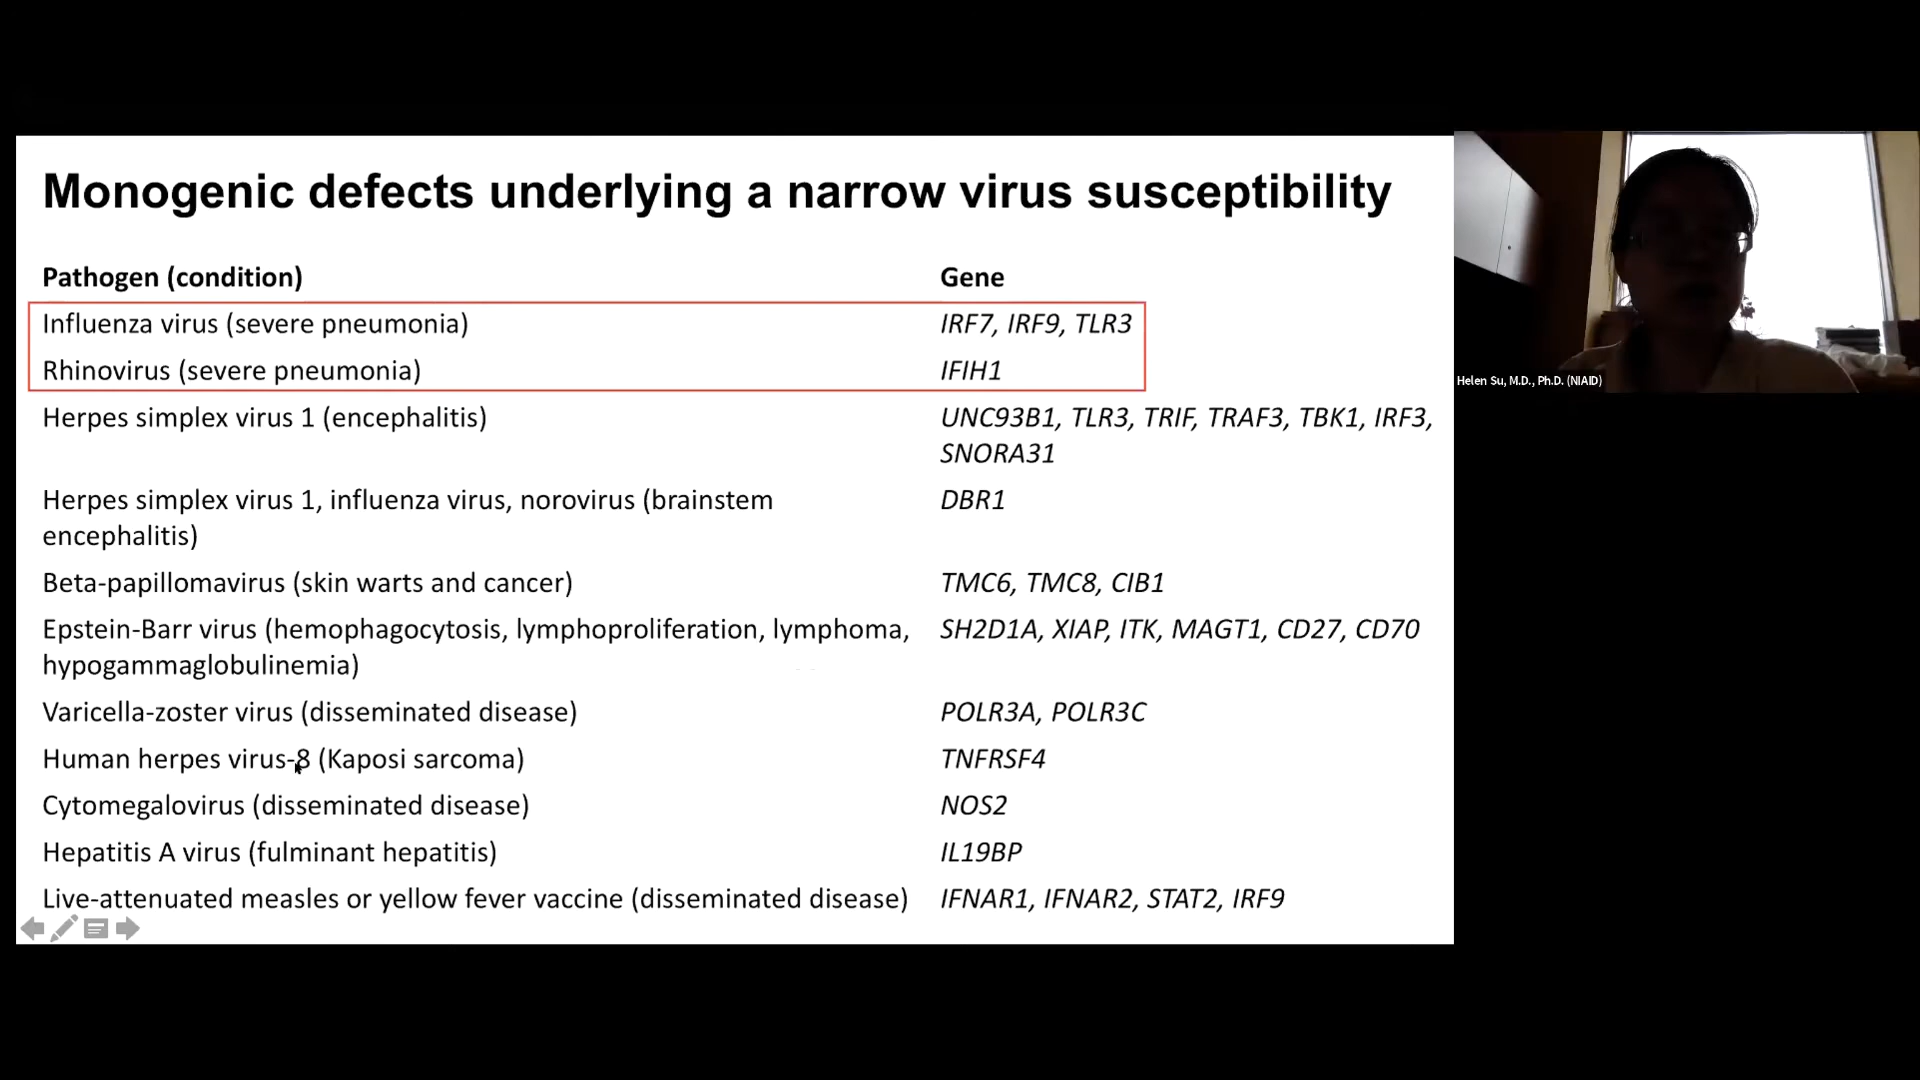 Monogenic defects underlying a narrow virus susceptibility
Pathogen (condition) Gene
Influenza virus (severe pneumonia) IRF7, IRF9, TLR3
Rhinovirus (severe pneumonia) IFIH1
Herpes simplex virus 1 (encephalitis) UNC93B1, TLR3, TRIF, TRAF3, TBK1, IRF3,
SNORA31
Herpes simplex virus 1, influenza virus, norovirus (brainstem DBR1
encephalitis)
Beta-papillomavirus (skin warts and cancer) TMC6, TMC8, CIB1
Epstein-Barr virus (hemophagocytosis, lymphoproliferation, lymphoma, SH2D1A, XIAP, ITK, MAGT1, CD27, CD70
hypogammaglobulinemia)
Varicella-zoster virus (disseminated disease) POLR3A, POLR3C
Human herpes virus-8 (Kaposi sarcoma) TNFRSF4
Cytomegalovirus (disseminated disease) NOS2
Hepatitis A virus (fulminant hepatitis) IL19BP
Live-attenuated measles or yellow fever vaccine (disseminated disease) IFNAR1, IFNAR2, STAT2, IRF9
Helen Su, M.D., Ph.D. (NIAID)